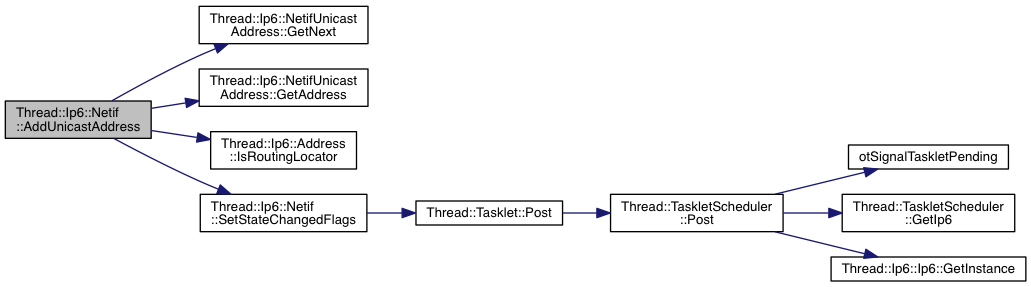 Thread::Ip6::NetifUnicast
Address::GetNext
Thread::Ip6::NetifUnicast
Address::GetAddress
Thread::Ip6::Netif
::AddUnicastAddress
Thread::Ip6::Address
::IsRoutingLocator
Thread::Ip6::Netif
::SetStateChangedFlags
Thread::Tasklet::Post
Thread::TaskletScheduler
::Post
otSignalTaskletPending
Thread::TaskletScheduler
::GetIp6
Thread::Ip6::Ip6::GetInstance